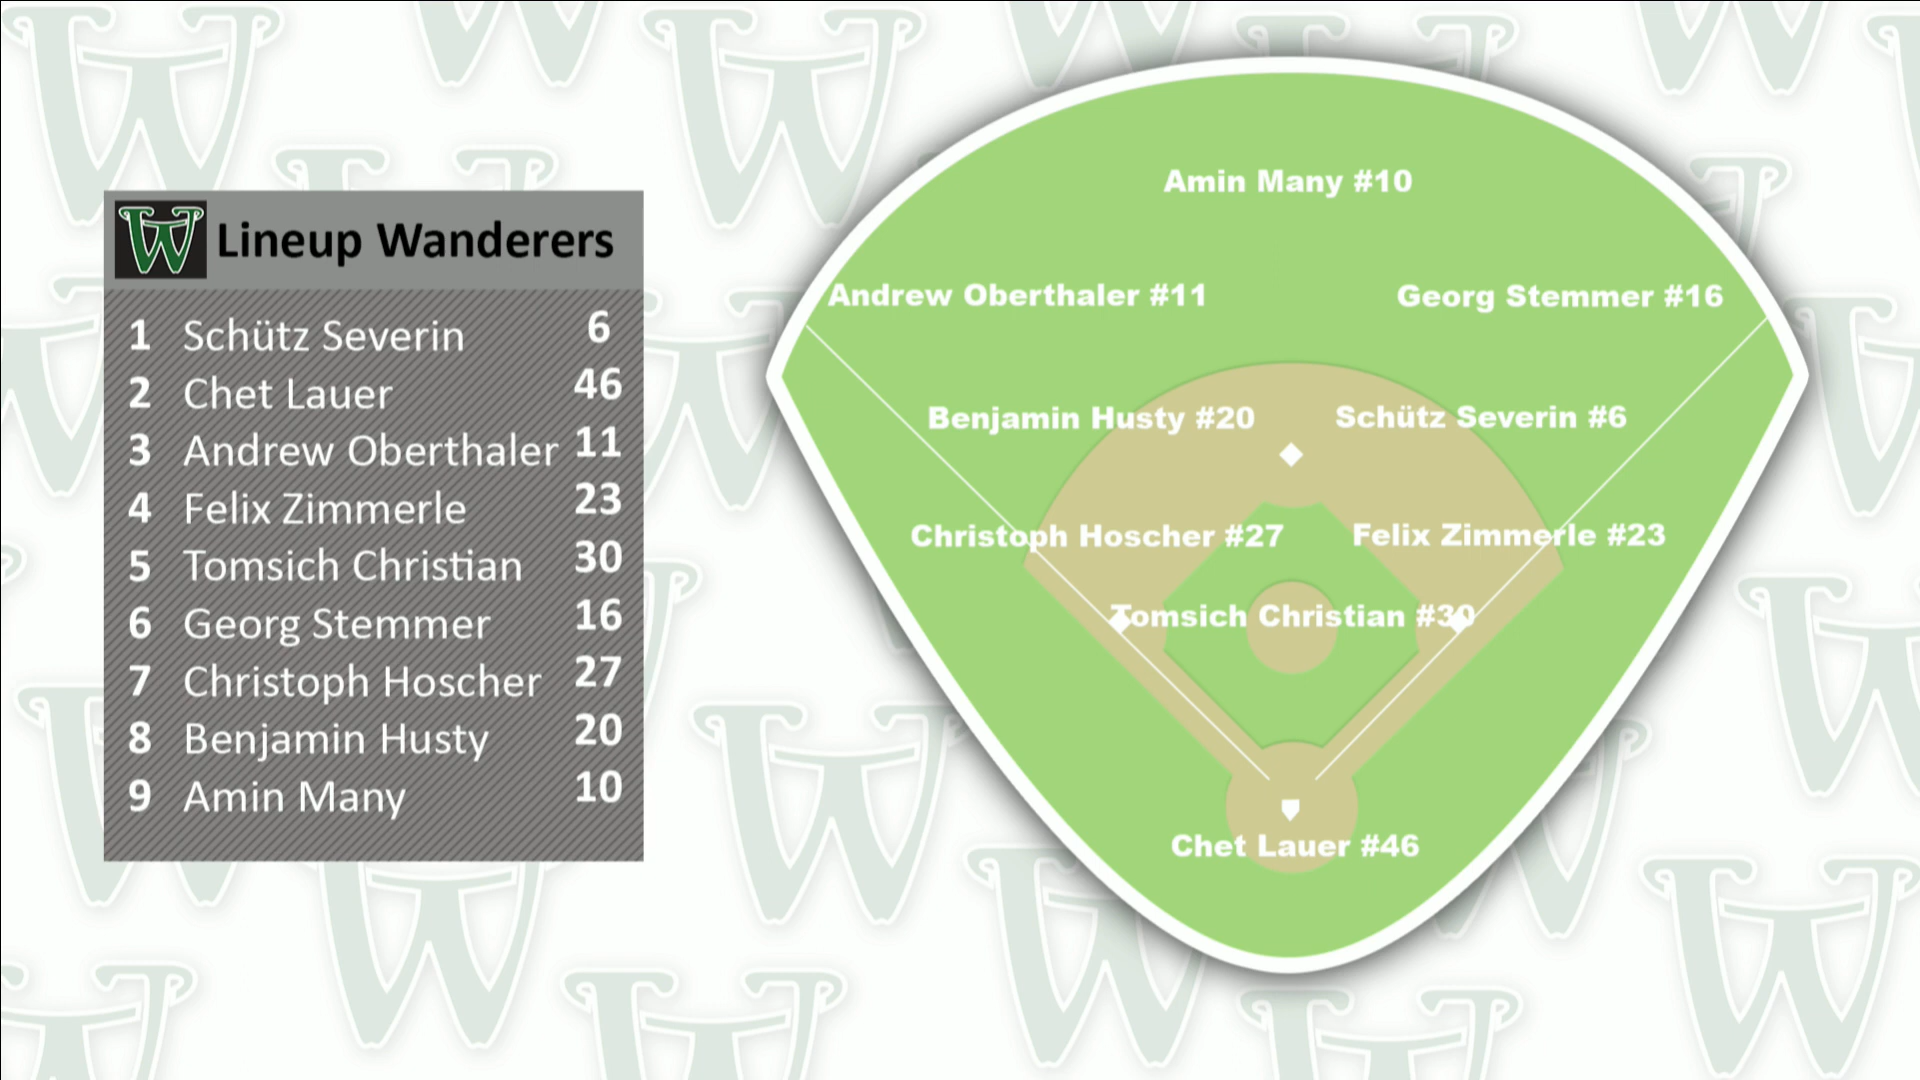 W Lineup Wanderers
1 Schütz Severin 6
2 Chet Lauer 46
3 Andrew Oberthaler 11
4 Felix Zimmerle 23
5 Tomsich Christian 30
6 Georg Stemmer 16
7 Christoph Hoscher 27
8 Benjamin Husty 20
9 Amin Many 10
Amin Many #10
Andrew Oberthaler #11
Georg Stemmer #16
Benjamin Husty #20
Schütz Severin #6
Christoph Hoscher #27
Felix Zimmerle #23
Tomsich Christian #30
Chet Lauer #46